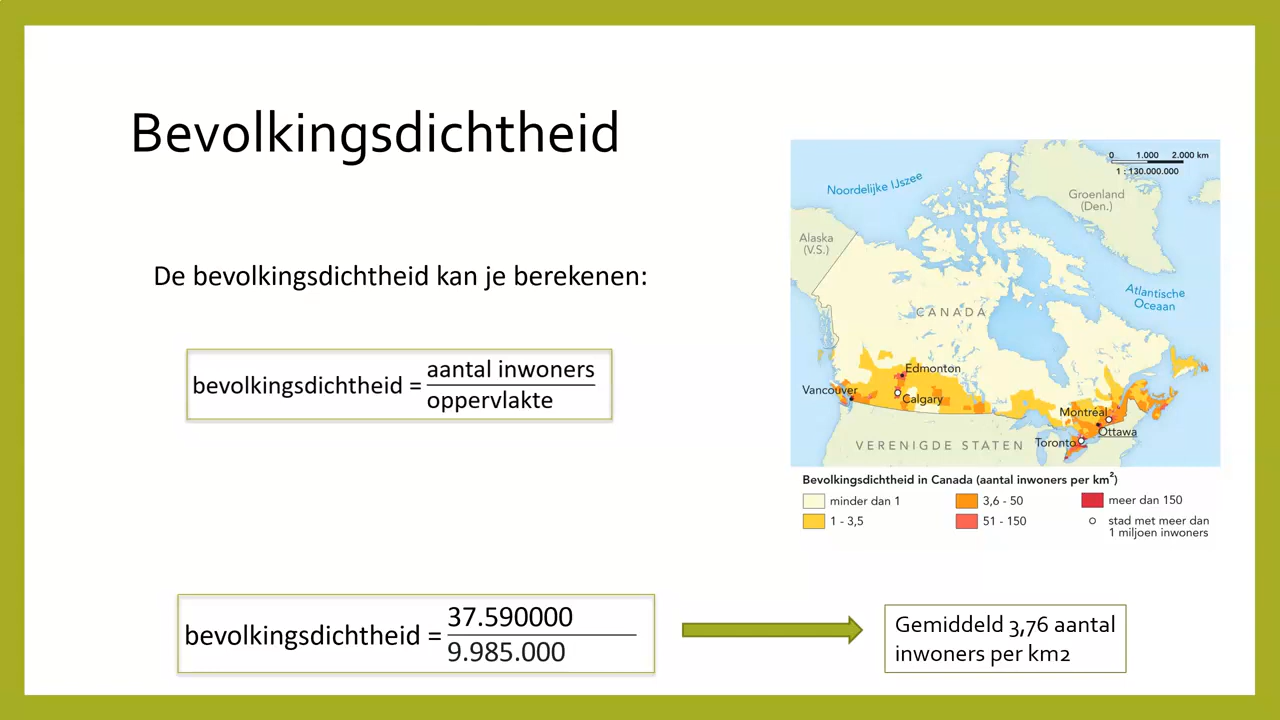 Bevolkingsdichtheid
De bevolkingsdichtheid kan je berekenen:
bevolkingsdichtheid = aantal inwoners
oppervlakte
0 1.000 2.000 km
1 : 130.000.000
Noordelijke IJszee
Groenland
(Den.)
Alaska
(V.S.)
Atlantische
Oceaan
CANADA
Edmonton
Vancouver
Calgary
Montréal
Ottawa
Toronto
VERENIGDE STATEN
Bevolkingsdichtheid in Canada (aantal inwoners per km²)
minder dan 1
1 - 3,5
3,6 - 50
51 - 150
meer dan 150
stad met meer dan
1 miljoen inwoners
bevolkingsdichtheid = 37.590000
9.985.000
Gemiddeld 3,76 aantal
inwoners per km2